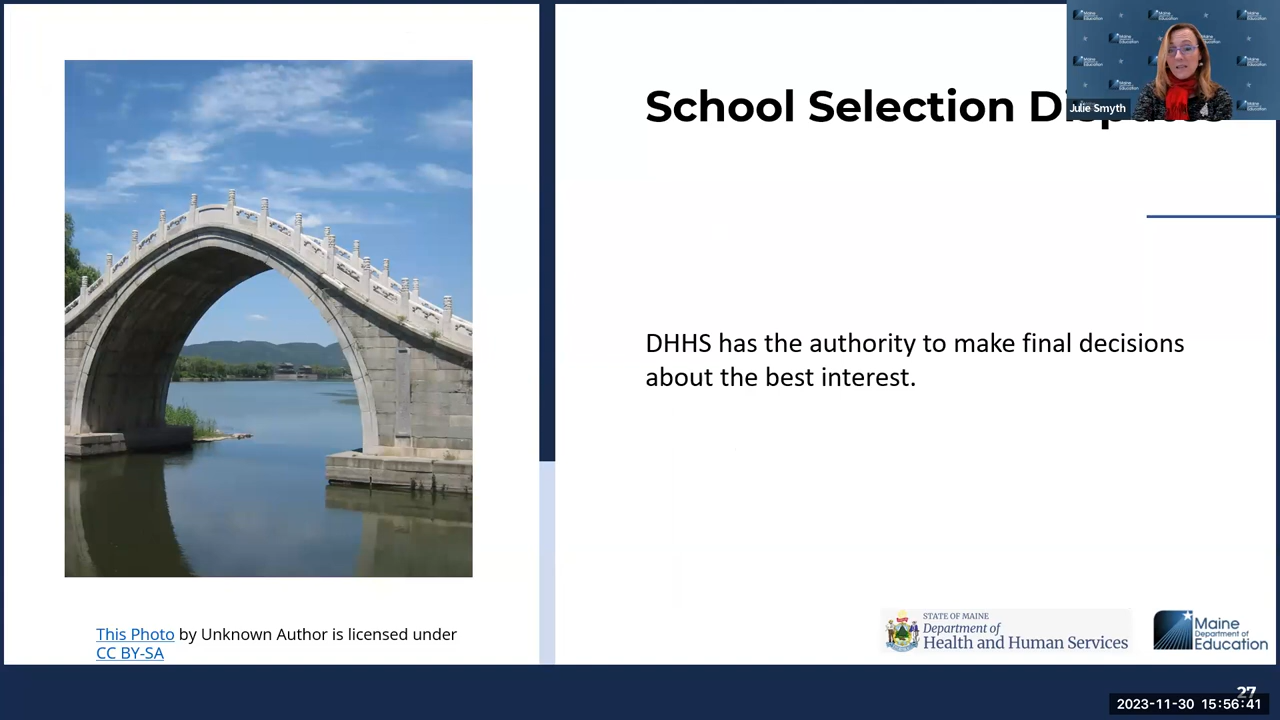 School Selection
DHHS has the authority to make final decisions
about the best interest.
This Photo by Unknown Author is licensed under
CC BY-SA
STATE OF MAINE
Department of
Health and Human Services
Maine
Department of
Education
27
2023-11-30 15:56:41
Julie Smyth